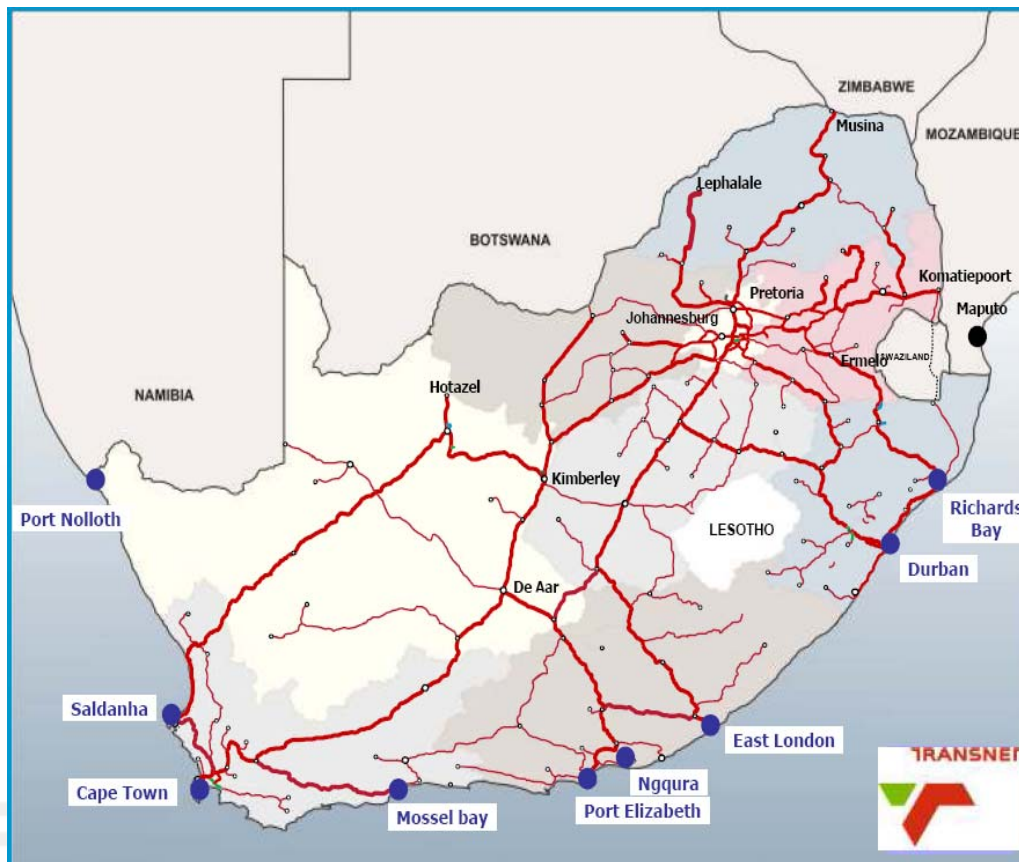 ZIMBABWE
Musina
MOZAMBIQUE
Lephalale
BOTSWANA
Komatiepoort
Pretoria
Maputo
Johannesburg
Ermelo
WAZILAND
Hotazel
NAMIBIA
Kimberley
Port Nolloth
Richards
Bay
LESOTHO
Durban
De Aar
Saldanha
East London
TRANSNET
Ngqura
Cape Town
Mossel bay
Port Elizabeth